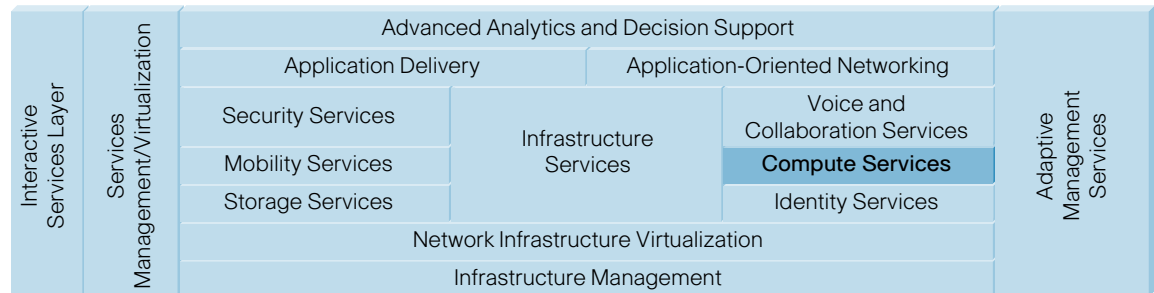 Interactive
Services Layer
Services
Management/Virtualization
Advanced Analytics and Decision Support
Application Delivery
Application-Oriented Networking
Security Services
Mobility Services
Storage Services
Infrastructure
Services
Voice and
Collaboration Services
Compute Services
Identity Services
Network Infrastructure Virtualization
Infrastructure Management
Adaptive
Management
Services